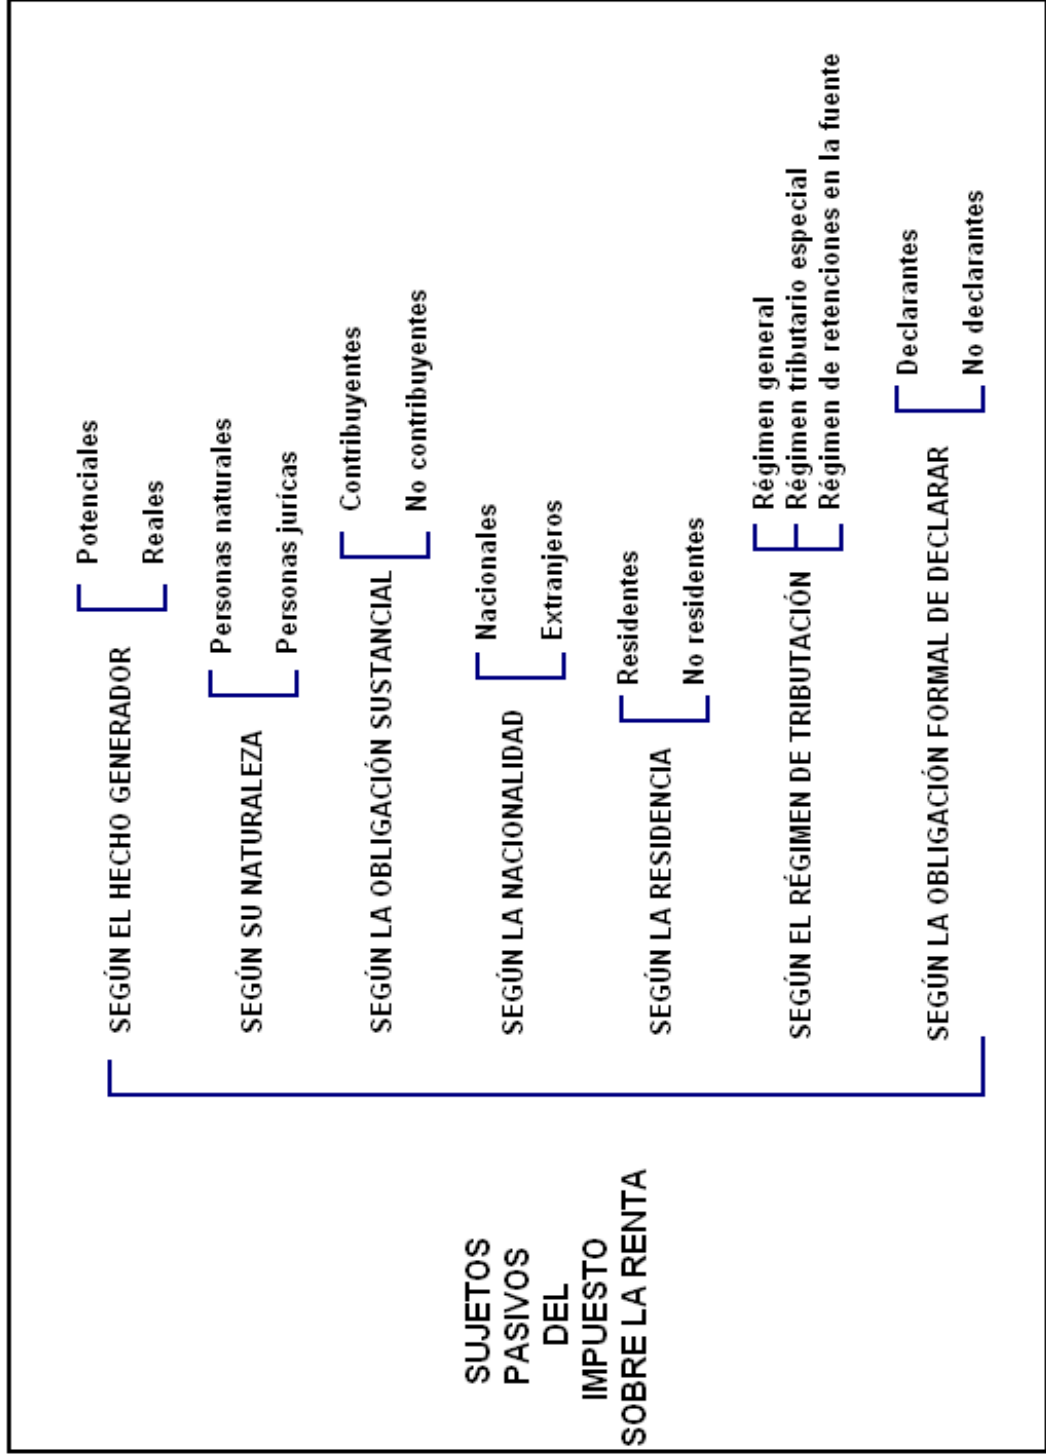 SUJETOS
PASIVOS
DEL
IMPUESTO
SOBRE LA RENTA
SEGÚN EL HECHO GENERADOR
Potenciales
Reales
SEGÚN SU NATURALEZA
Personas naturales
Personas jurícas
SEGÚN LA OBLIGACIÓN SUSTANCIAL
Contribuyentes
No contribuyentes
SEGÚN LA NACIONALIDAD
Nacionales
Extranjeros
SEGÚN LA RESIDENCIA
Residentes
No residentes
SEGÚN EL RÉGIMEN DE TRIBUTACIÓN
Régimen general
Régimen tributario especial
Régimen de retenciones en la fuente
SEGÚN LA OBLIGACIÓN FORMAL DE DECLARAR
Declarantes
No declarantes